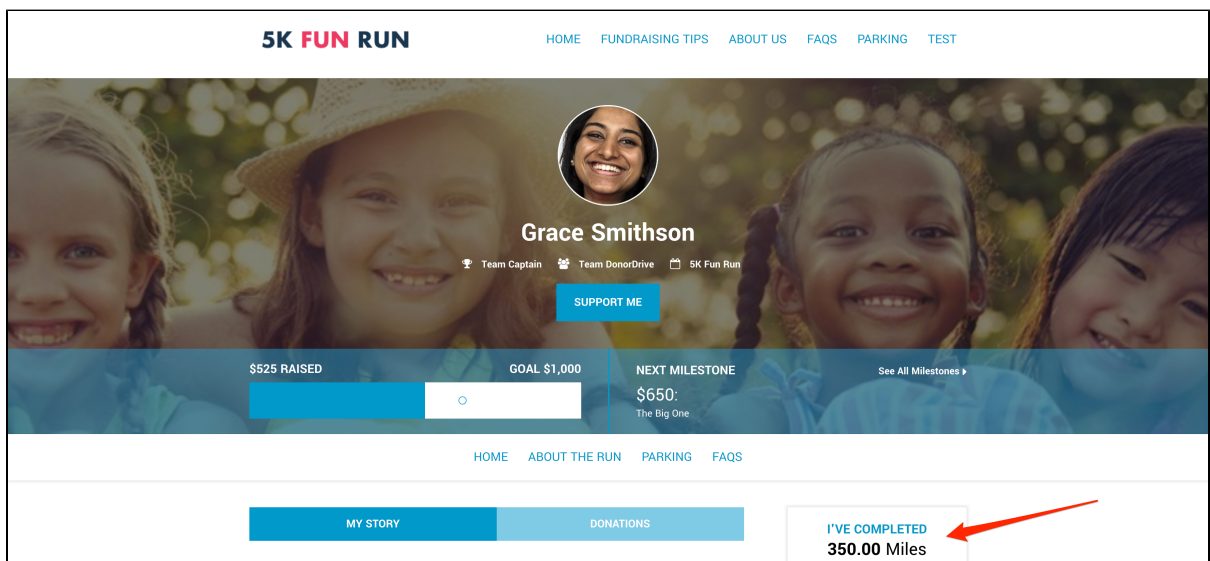 5K FUN RUN
HOME FUNDRAISING TIPS ABOUT US FAQS PARKING TEST
Grace Smithson
Team Captain Team DonorDrive 5K Fun Run
SUPPORT ME
$525 RAISED GOAL $1,000
NEXT MILESTONE See All Milestones
$650:
The Big One
HOME ABOUT THE RUN PARKING FAQS
MY STORY DONATIONS
I'VE COMPLETED
350.00 Miles